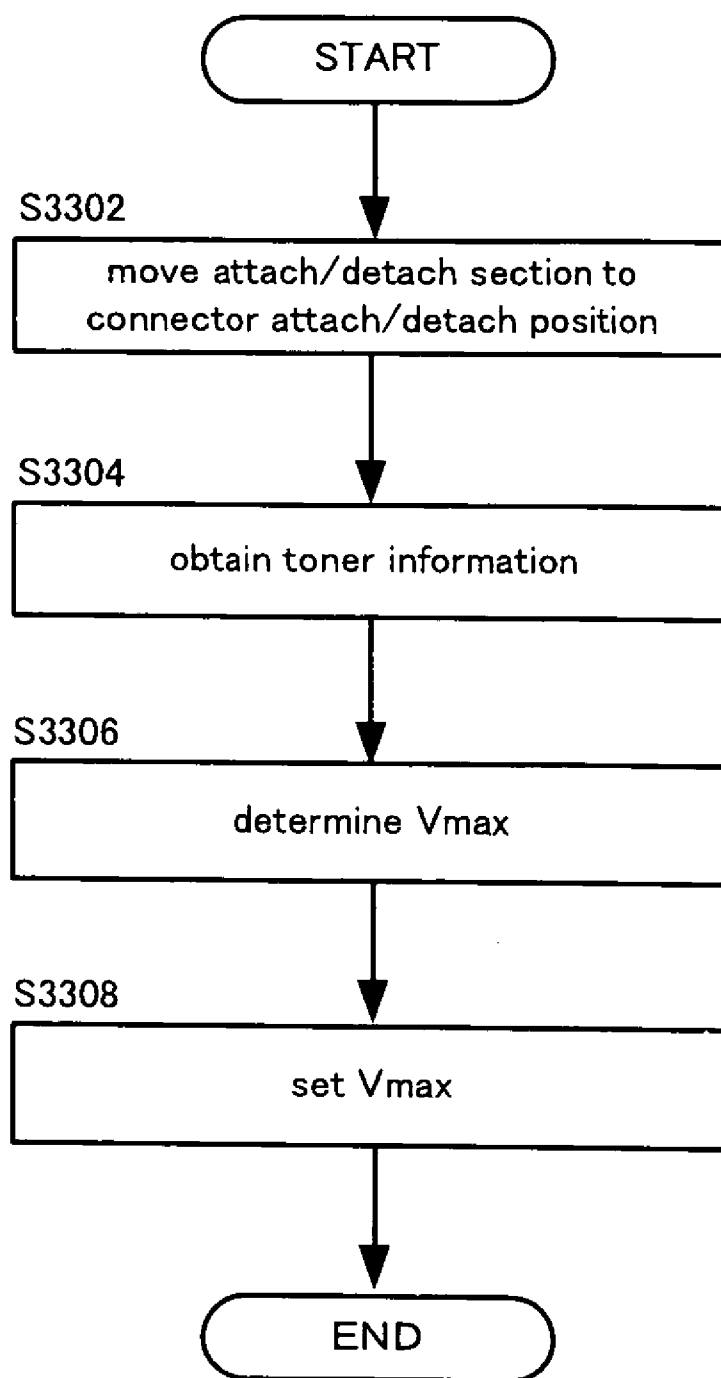 START
S3302
move attach/detach section to
connector attach/detach position
S3304
obtain toner information
S3306
determine Vmax
S3308
set Vmax
END